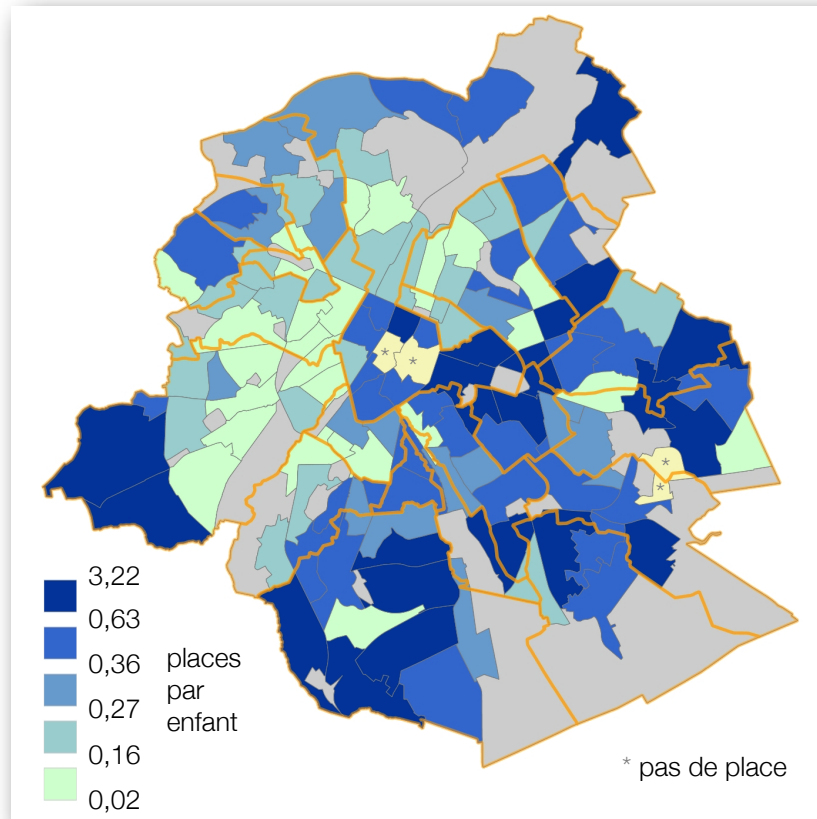 *
*
*
*
3,22
0,63
0,36
0,27
0,16
0,02
places
par
enfant
* pas de place